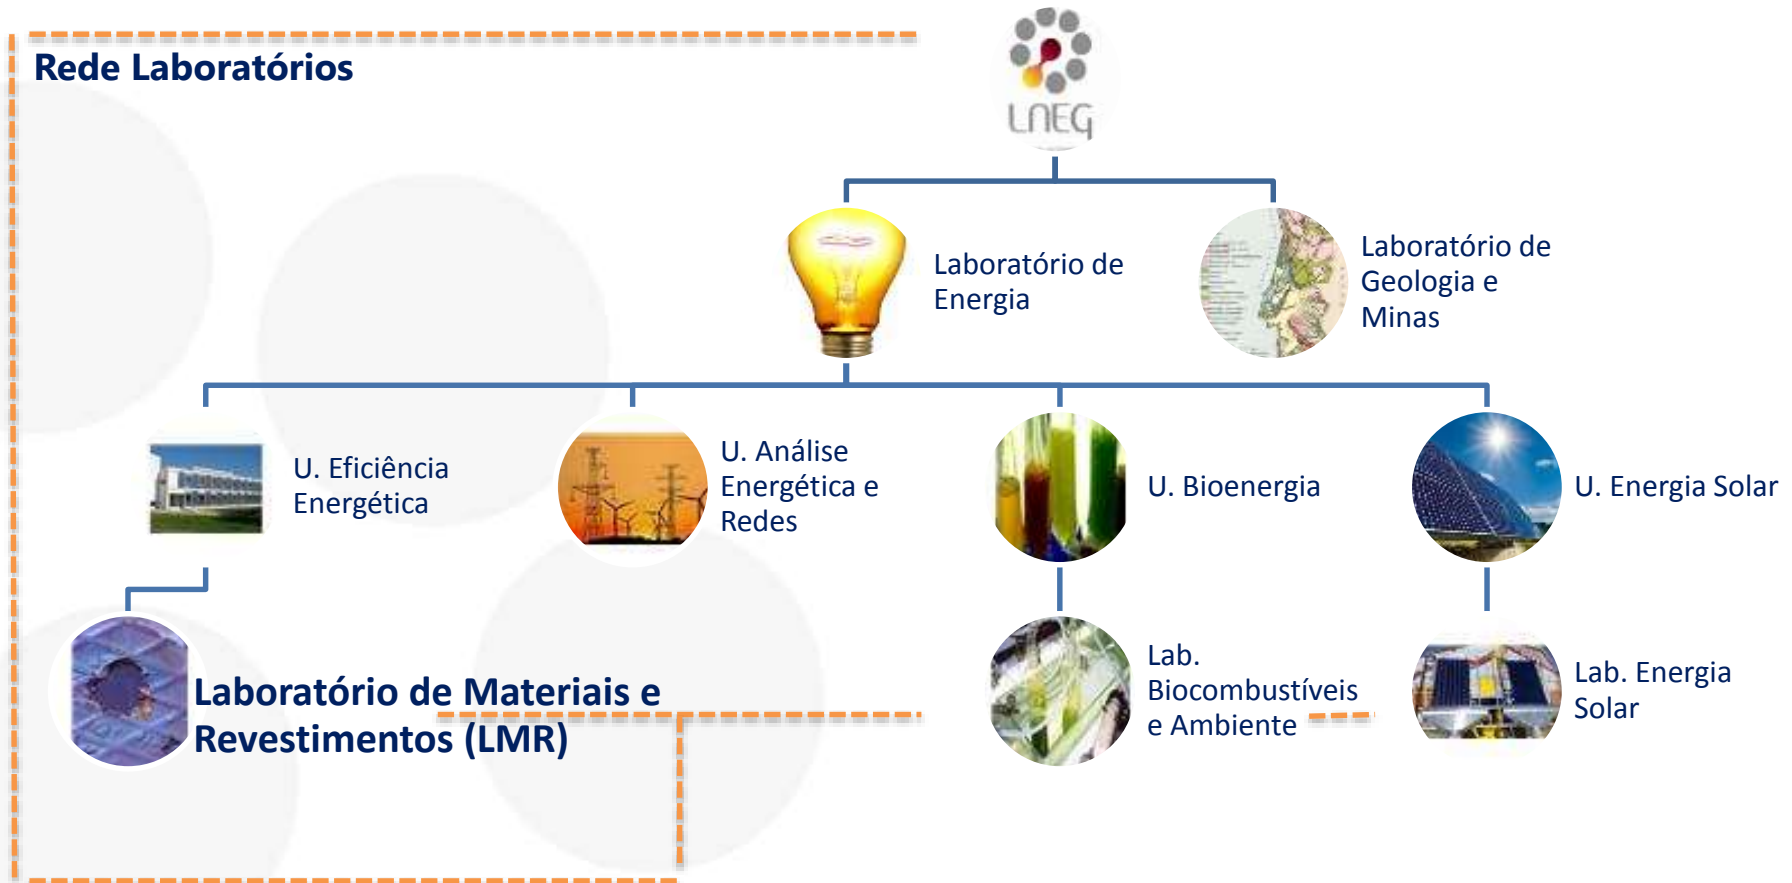 Rede Laboratórios
LNEG
Laboratório de
Energia
Laboratório de
Geologia e
Minas
U. Eficiência
Energética
U. Análise
Energética e
Redes
U. Bioenergia
U. Energia Solar
Laboratório de Materiais e
Revestimentos (LMR)
Lab.
Biocombustíveis
e Ambiente
Lab. Energia
Solar